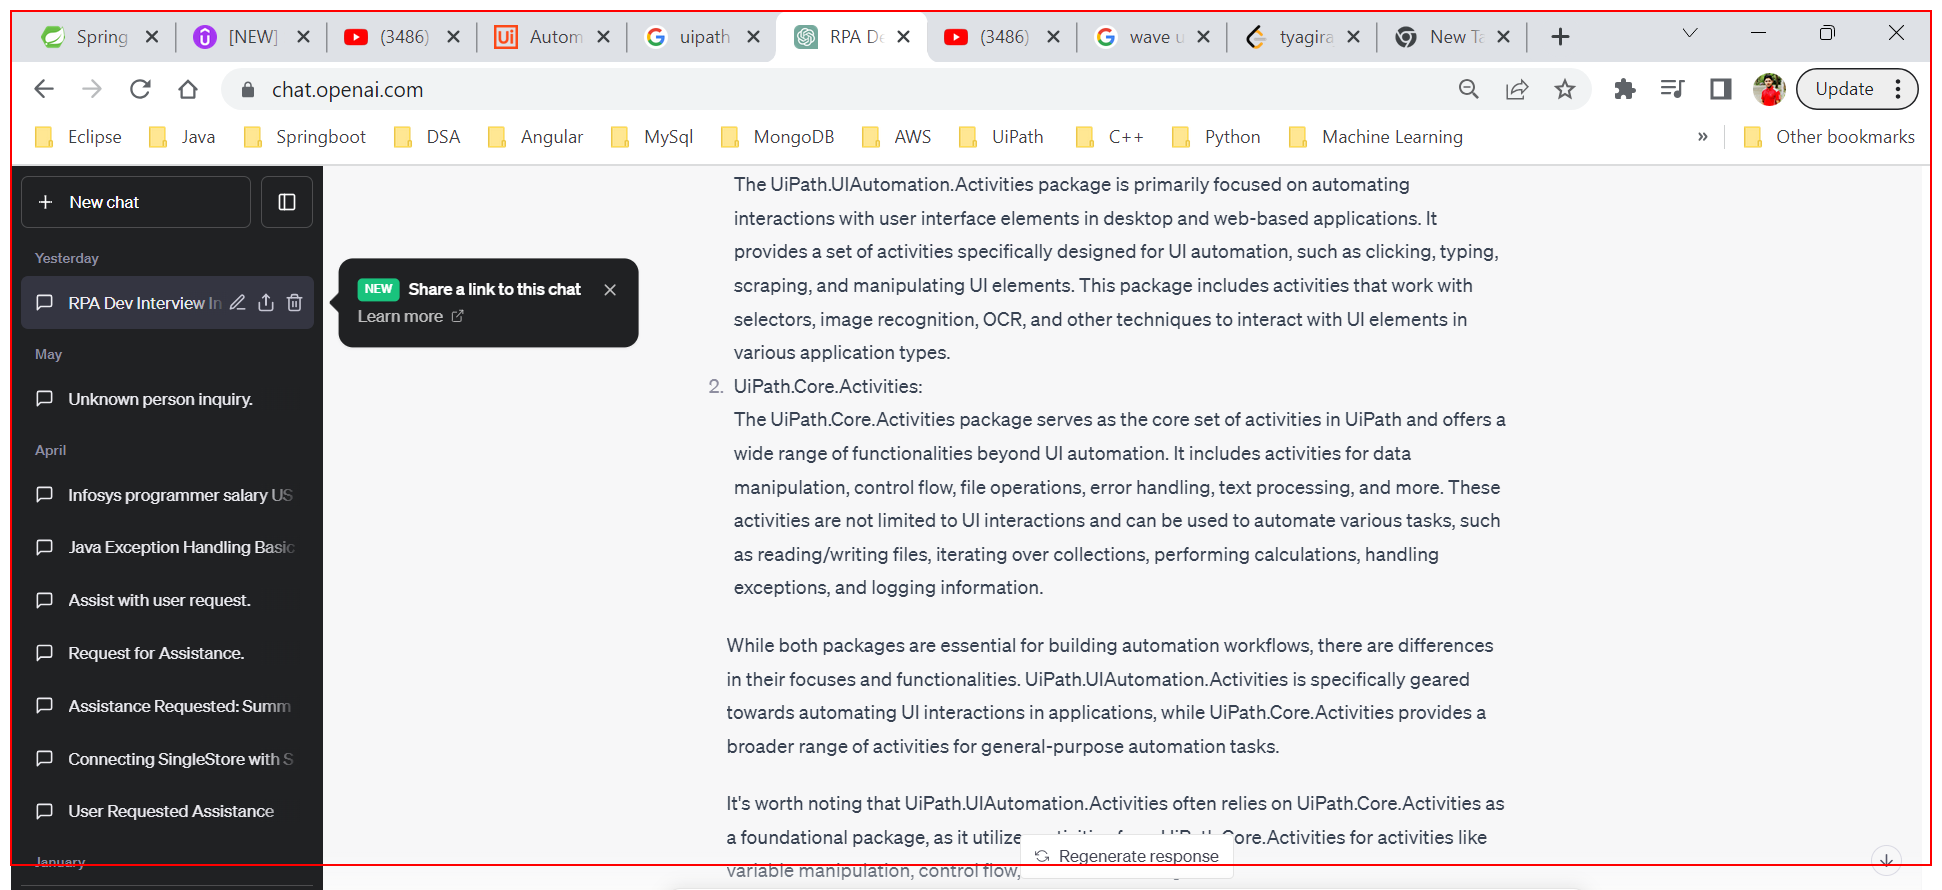 Spring
[NEW]
(3486)
Autom
uipath
RPA De
(3486)
wave u
tyagira
New Ta
chat.openai.com
Update
Eclipse
Java
Springboot
DSA
Angular
MySql
MongoDB
AWS
UiPath
C++
Python
Machine Learning
»
Other bookmarks
New chat
Yesterday
RPA Dev Interview In
May
Unknown person inquiry.
April
Infosys programmer salary US
Java Exception Handling Basic
Assist with user request.
Request for Assistance.
Assistance Requested: Summ
Connecting SingleStore with S
User Requested Assistance
January
NEW Share a link to this chat
Learn more
The UiPath.UIAutomation.Activities package is primarily focused on automating
interactions with user interface elements in desktop and web-based applications. It
provides a set of activities specifically designed for UI automation, such as clicking, typing,
scraping, and manipulating UI elements. This package includes activities that work with
selectors, image recognition, OCR, and other techniques to interact with UI elements in
various application types.
2. UiPath.Core.Activities:
The UiPath.Core.Activities package serves as the core set of activities in UiPath and offers a
wide range of functionalities beyond UI automation. It includes activities for data
manipulation, control flow, file operations, error handling, text processing, and more. These
activities are not limited to UI interactions and can be used to automate various tasks, such
as reading/writing files, iterating over collections, performing calculations, handling
exceptions, and logging information.
While both packages are essential for building automation workflows, there are differences
in their focuses and functionalities. UiPath.UIAutomation.Activities is specifically geared
towards automating UI interactions in applications, while UiPath.Core.Activities provides a
broader range of activities for general-purpose automation tasks.
It's worth noting that UiPath.UIAutomation.Activities often relies on UiPath.Core.Activities as
a foundational package, as it utilize Core.Activities for activities like
variable manipulation, control flow,
Regenerate response